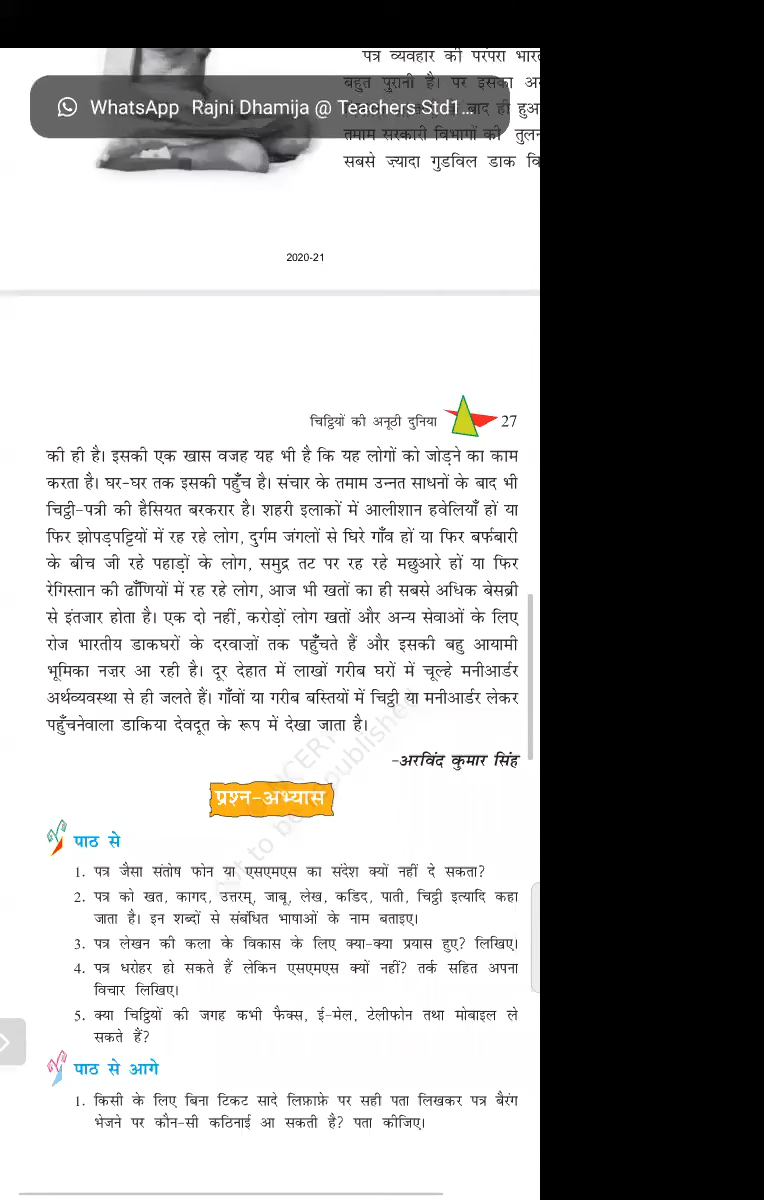 पत्र व्यवहार की परंपरा भारत
बहुत पुरानी है। पर इसका
WhatsApp Rajni Dhamija @ Teachers Std1...
बाद ही
तमाम सरकारी विभागों की
सबसे ज़्यादा गुडविल डाक
2020-21
चिट्ठियों की अनूठी दुनिया 27
की ही है। इसकी एक खास वजह यह भी है कि यह लोगों को जोड़ने का काम
करता है। घर-घर तक इसकी पहुँच है। संचार के तमाम उन्नत साधनों के बाद भी
चिट्ठी-पत्री की हैसियत बरकरार है। शहरी इलाकों में आलीशान हवेलियाँ हों या
फिर झोपड़पट्टियों में रह रहे लोग, दुर्गम जंगलों से घिरे गाँव हों या फिर बर्फबारी
के बीच जी रहे पहाड़ों के लोग, समुद्र तट पर रह रहे मछुआरे हों या फिर
रेगिस्तान की ढाँणियों में रह रहे लोग, आज भी खतों का ही सबसे अधिक बेसब्री
से इंतजार होता है। एक दो नहीं, करोड़ों लोग खतों और अन्य सेवाओं के लिए
रोज भारतीय डाकघरों के दरवाज़ों तक पहुँचते हैं और इसकी बहु आयामी
भूमिका नज़र आ रही है। दूर देहात में लाखों गरीब घरों में चूल्हे मनीआर्डर
अर्थव्यवस्था से ही जलते हैं। गाँवों या गरीब बस्तियों में चिट्ठी या मनीआर्डर लेकर
पहुँचनेवाला डाकिया देवदूत के रूप में देखा जाता है।
-अरविंद कुमार सिंह
प्रश्न-अभ्यास
पाठ से
1. पत्र जैसा संतोष फोन या एसएमएस का संदेश क्यों नहीं दे सकता?
2. पत्र को खत, कागद, उत्तरम्, जाबू, लेख, कडिद, पाती, चिट्ठी इत्यादि कहा
जाता है। इन शब्दों से संबंधित भाषाओं के नाम बताइए।
3. पत्र लेखन की कला के विकास के लिए क्या-क्या प्रयास हुए? लिखिए।
4. पत्र धरोहर हो सकते हैं लेकिन एसएमएस क्यों नहीं? तर्क सहित अपना
विचार लिखिए।
5. क्या चिट्ठियों की जगह कभी फैक्स, ई-मेल, टेलीफोन तथा मोबाइल ले
सकते हैं?
पाठ से आगे
1. किसी के लिए बिना टिकट सादे लिफ़ाफ़े पर सही पता लिखकर पत्र बैरंग
भेजने पर कौन-सी कठिनाई आ सकती है? पता कीजिए।